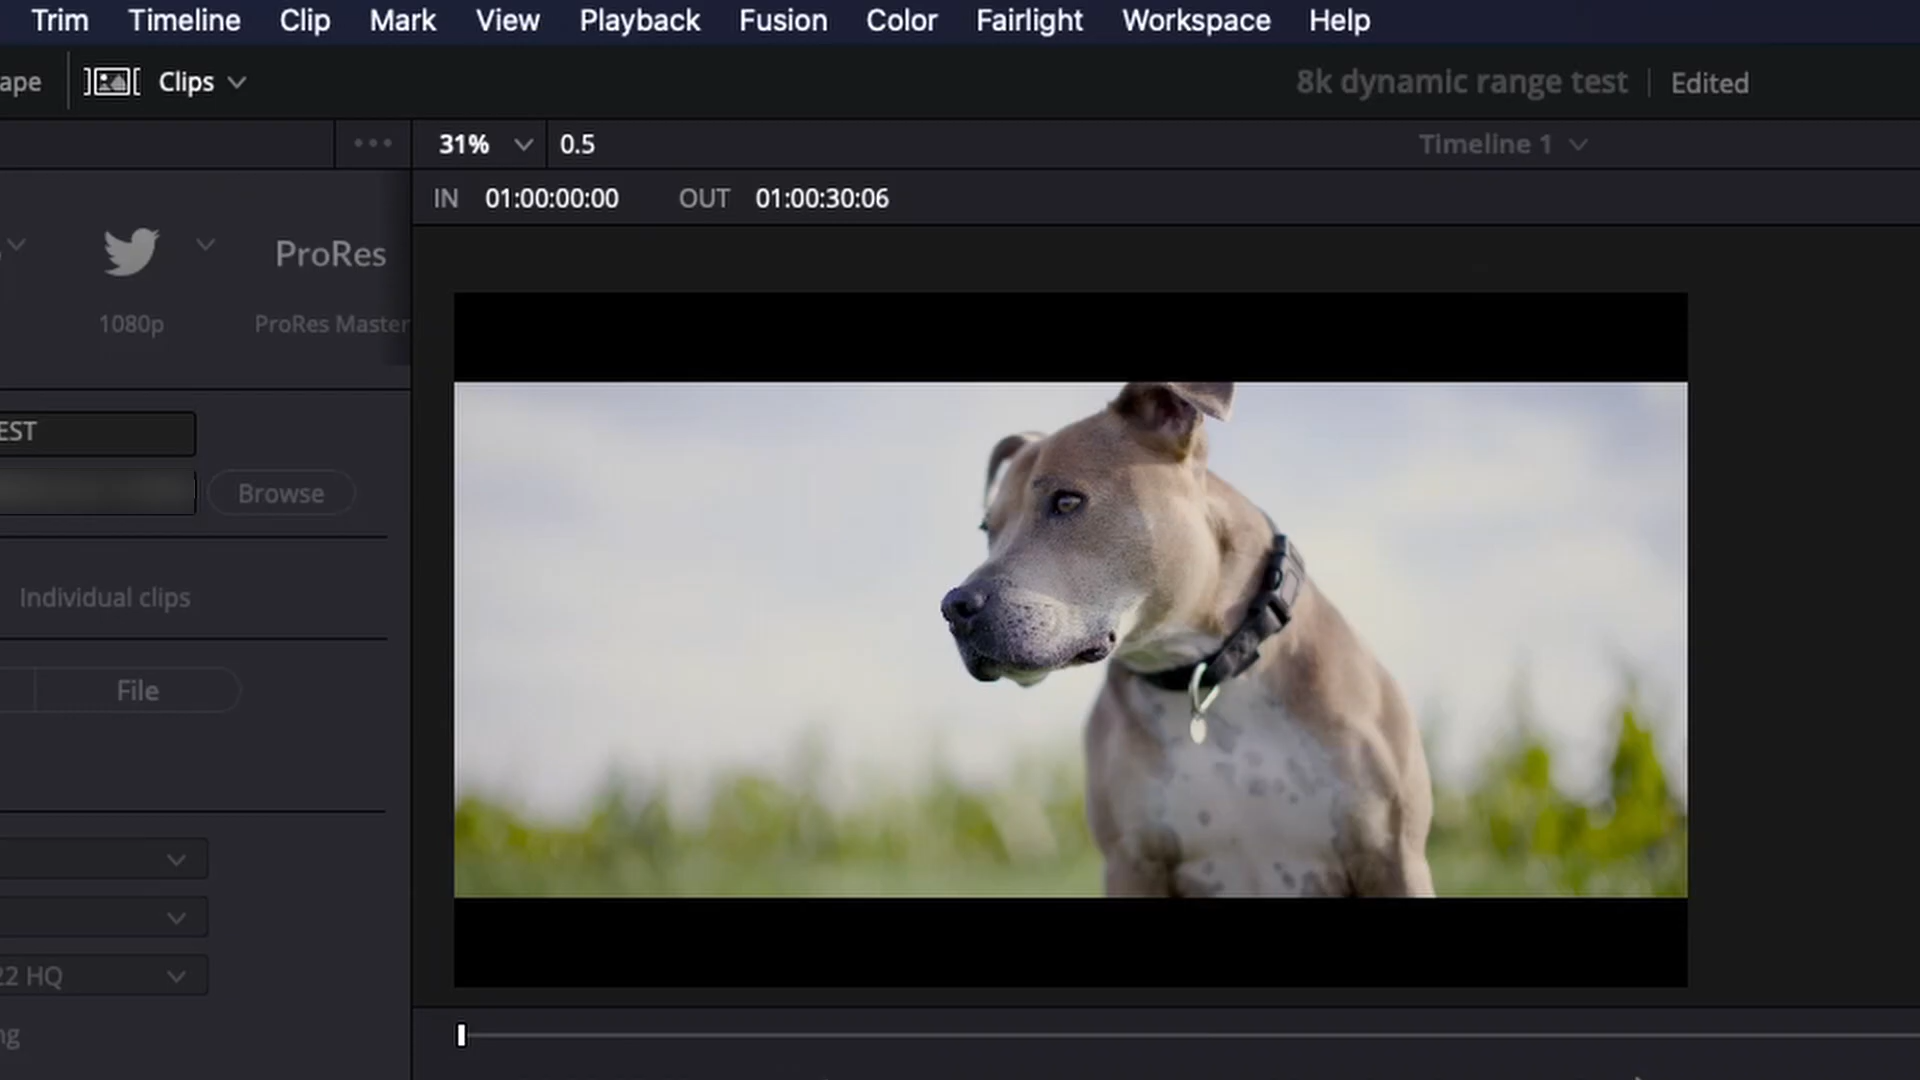 Trim Timeline Clip Mark View Playback Fusion Color Fairlight Workspace Help
ape Clips 8k dynamic range test Edited
31% 0.5 Timeline 1
IN 01:00:00:00 OUT 01:00:30:06
ProRes
1080p ProRes Master
EST
Browse
Individual clips
File
22 HQ
ng